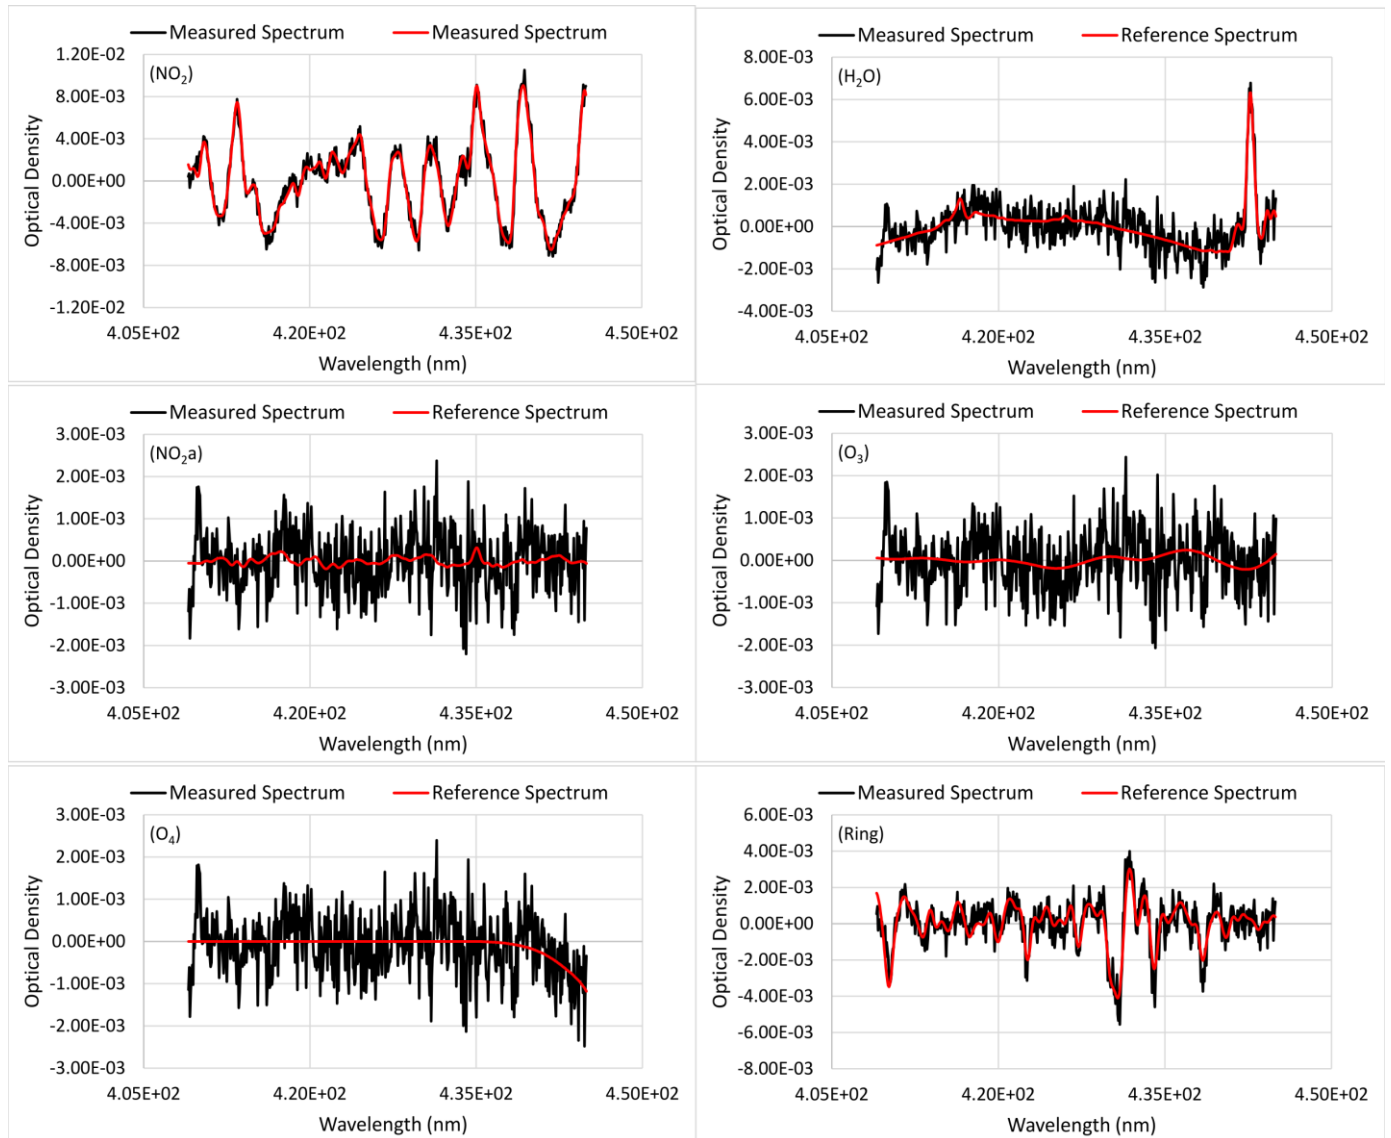 Measured Spectrum Measured Spectrum
1.20E-02
(NO₂)
8.00E-03
4.00E-03
0.00E+00
-4.00E-03
-8.00E-03
-1.20E-02
Optical Density
4.05E+02 4.20E+02 4.35E+02 4.50E+02
Wavelength (nm)
Measured Spectrum Reference Spectrum
8.00E-03
(H₂O)
6.00E-03
4.00E-03
2.00E-03
0.00E+00
-2.00E-03
-4.00E-03
Optical Density
4.05E+02 4.20E+02 4.35E+02 4.50E+02
Wavelength (nm)
Measured Spectrum Reference Spectrum
3.00E-03
(NO₂a)
2.00E-03
1.00E-03
0.00E+00
-1.00E-03
-2.00E-03
-3.00E-03
Optical Density
4.05E+02 4.20E+02 4.35E+02 4.50E+02
Wavelength (nm)
Measured Spectrum Reference Spectrum
3.00E-03
(O₃)
2.00E-03
1.00E-03
0.00E+00
-1.00E-03
-2.00E-03
-3.00E-03
Optical Density
4.05E+02 4.20E+02 4.35E+02 4.50E+02
Wavelength (nm)
Measured Spectrum Reference Spectrum
3.00E-03
(O₄)
2.00E-03
1.00E-03
0.00E+00
-1.00E-03
-2.00E-03
-3.00E-03
Optical Density
4.05E+02 4.20E+02 4.35E+02 4.50E+02
Wavelength (nm)
Measured Spectrum Reference Spectrum
6.00E-03
(Ring)
4.00E-03
2.00E-03
0.00E+00
-2.00E-03
-4.00E-03
-6.00E-03
-8.00E-03
Optical Density
4.05E+02 4.20E+02 4.35E+02 4.50E+02
Wavelength (nm)